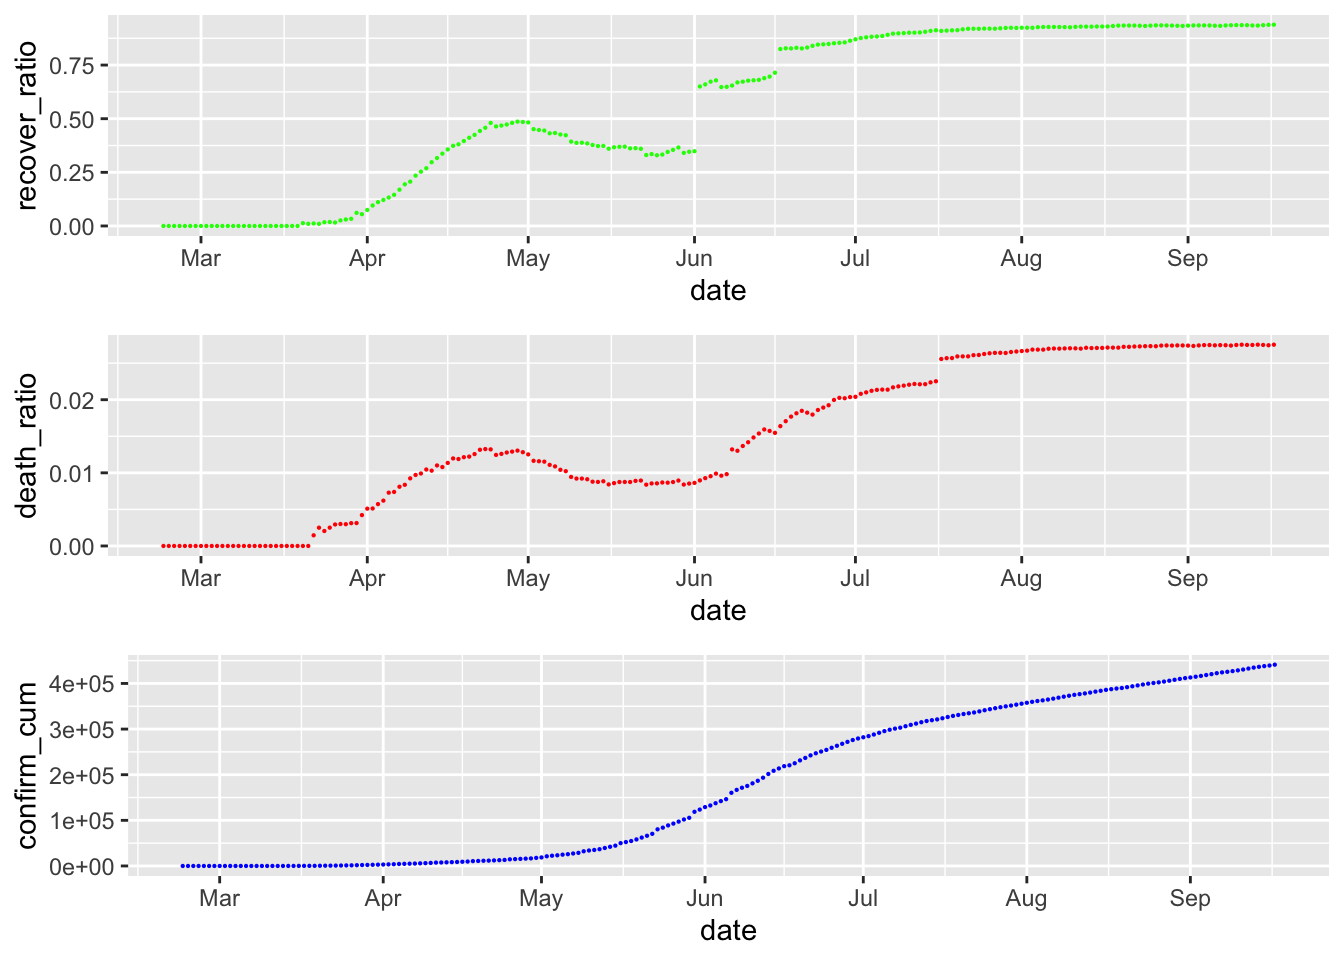 recover_ratio
0.75
0.50
0.25
0.00
Mar Apr May Jun Jul Aug Sep
date
death_ratio
0.02
0.01
0.00
Mar Apr May Jun Jul Aug Sep
date
confirm_cum
4e+05
3e+05
2e+05
1e+05
0e+00
Mar Apr May Jun Jul Aug Sep
date